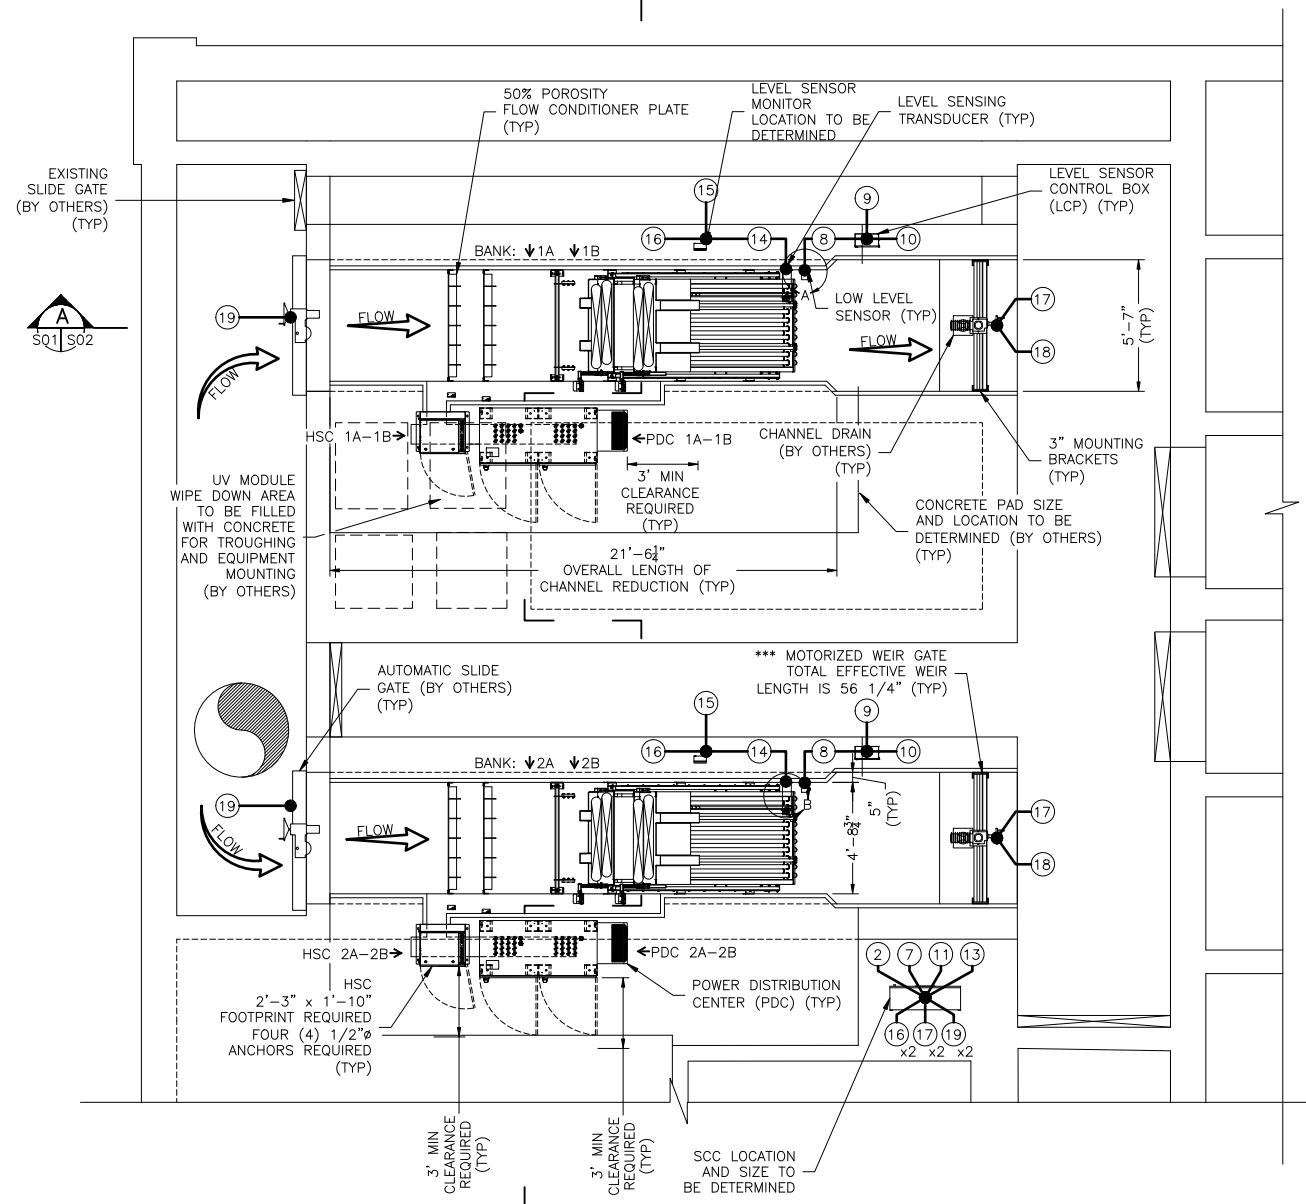 50% POROSITY
FLOW CONDITIONER PLATE
(TYP)
LEVEL SENSOR
MONITOR
LOCATION TO BE
DETERMINED
LEVEL SENSING
TRANSDUCER (TYP)
EXISTING
SLIDE GATE
(BY OTHERS)
(TYP)
LEVEL SENSOR
CONTROL BOX
(LCP) (TYP)
15
9
16
14
8
10
BANK: 1A 1B
A
LOW LEVEL
SENSOR (TYP)
A
S01 S02
19
FLOW
FLOW
FLOW
17
18
5'-7"
(TYP)
HSC 1A-1B
PDC 1A-1B
CHANNEL DRAIN
(BY OTHERS)
(TYP)
3" MOUNTING
BRACKETS
(TYP)
3' MIN
CLEARANCE
REQUIRED
(TYP)
UV MODULE
WIPE DOWN AREA
TO BE FILLED
WITH CONCRETE
FOR TROUGHING
AND EQUIPMENT
MOUNTING
(BY OTHERS)
CONCRETE PAD SIZE
AND LOCATION TO BE
DETERMINED (BY OTHERS)
(TYP)
21'-6¼"
OVERALL LENGTH OF
CHANNEL REDUCTION (TYP)
*** MOTORIZED WEIR GATE
TOTAL EFFECTIVE WEIR
LENGTH IS 56 1/4" (TYP)
AUTOMATIC SLIDE
GATE (BY OTHERS)
(TYP)
15
9
16
14
8
10
BANK: 2A 2B
B
5"
(TYP)
4'-8¾"
19
FLOW
FLOW
17
18
HSC 2A-2B
PDC 2A-2B
2
7
11
13
HSC
2'-3" x 1'-10"
FOOTPRINT REQUIRED
FOUR (4) 1/2"ø
ANCHORS REQUIRED
(TYP)
POWER DISTRIBUTION
CENTER (PDC) (TYP)
16
17
19
x2 x2 x2
3' MIN
CLEARANCE
REQUIRED
(TYP)
3' MIN
CLEARANCE
REQUIRED
(TYP)
SCC LOCATION
AND SIZE TO
BE DETERMINED